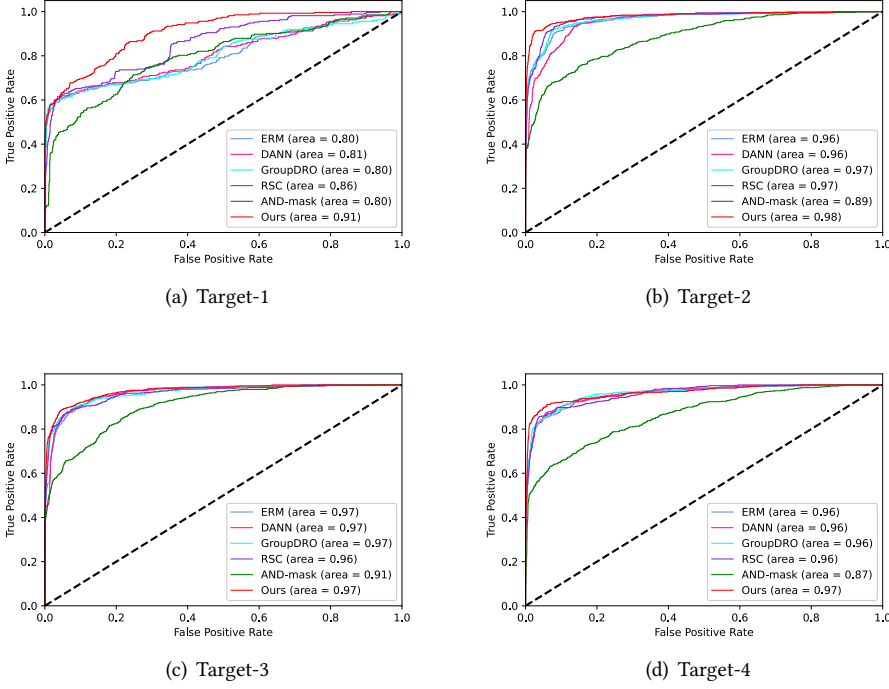 1.0
0.8
0.6
0.4
0.2
0.0
True Positive Rate
ERM (area = 0.80)
DANN (area = 0.81)
GroupDRO (area = 0.80)
RSC (area = 0.86)
AND-mask (area = 0.80)
Ours (area = 0.91)
0.0 0.2 0.4 0.6 0.8 1.0
False Positive Rate
(a) Target-1
1.0
0.8
0.6
0.4
0.2
0.0
True Positive Rate
ERM (area = 0.96)
DANN (area = 0.96)
GroupDRO (area = 0.97)
RSC (area = 0.97)
AND-mask (area = 0.89)
Ours (area = 0.98)
0.0 0.2 0.4 0.6 0.8 1.0
False Positive Rate
(b) Target-2
1.0
0.8
0.6
0.4
0.2
0.0
True Positive Rate
ERM (area = 0.97)
DANN (area = 0.97)
GroupDRO (area = 0.97)
RSC (area = 0.96)
AND-mask (area = 0.91)
Ours (area = 0.97)
0.0 0.2 0.4 0.6 0.8 1.0
False Positive Rate
(c) Target-3
1.0
0.8
0.6
0.4
0.2
0.0
True Positive Rate
ERM (area = 0.96)
DANN (area = 0.96)
GroupDRO (area = 0.96)
RSC (area = 0.96)
AND-mask (area = 0.87)
Ours (area = 0.97)
0.0 0.2 0.4 0.6 0.8 1.0
False Positive Rate
(d) Target-4